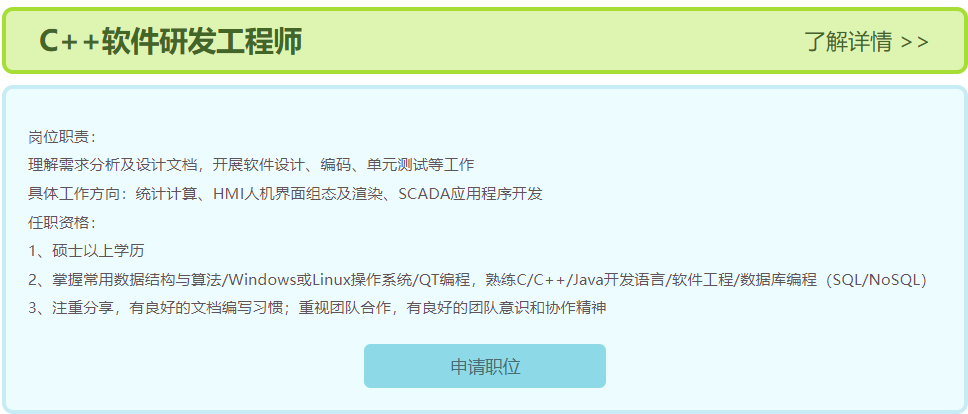 C++软件研发工程师
了解详情 >>
岗位职责：
理解需求分析及设计文档，开展软件设计、编码、单元测试等工作
具体工作方向：统计计算、HMI人机界面组态及渲染、SCADA应用程序开发
任职资格：
1、硕士以上学历
2、掌握常用数据结构与算法/Windows或Linux操作系统/QT编程，熟练C/C++/Java开发语言/软件工程/数据库编程（SQL/NoSQL）
3、注重分享，有良好的文档编写习惯；重视团队合作，有良好的团队意识和协作精神
申请职位